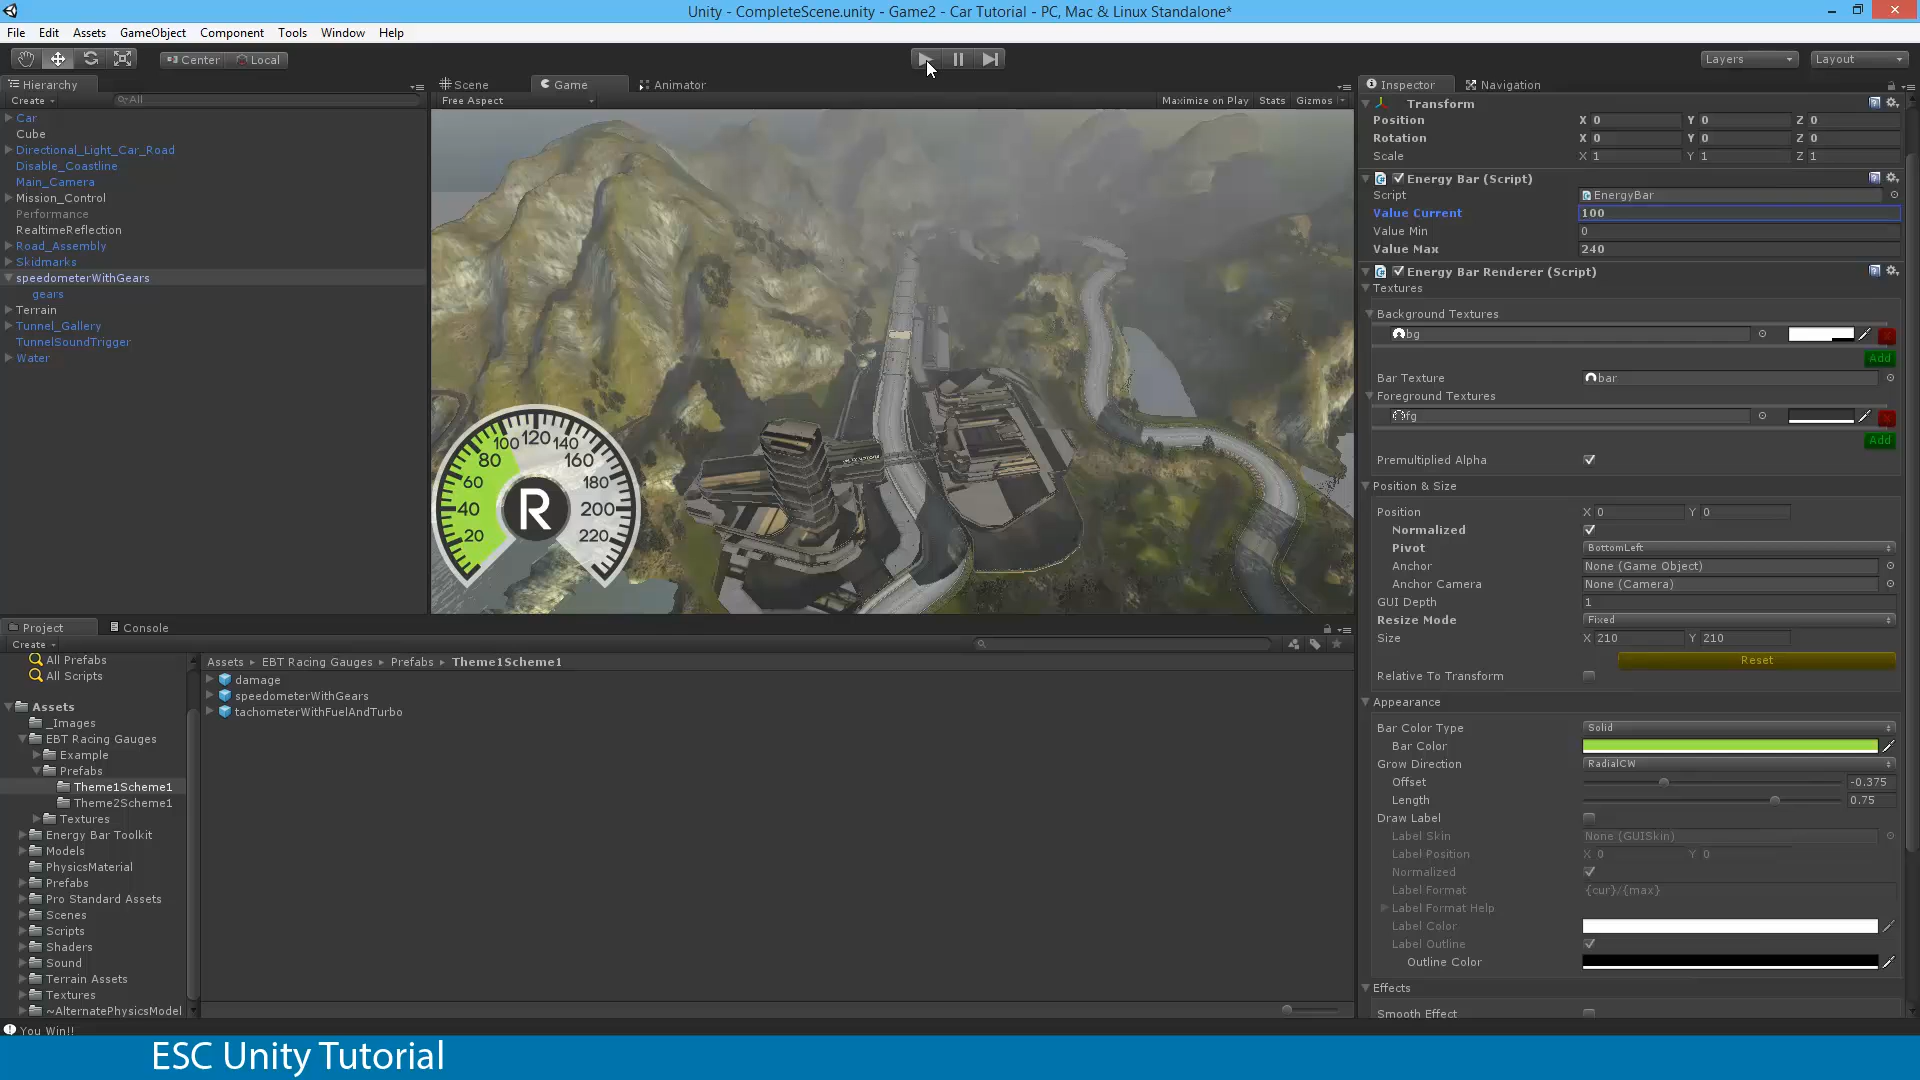 Unity - CompleteScene.unity - Game2 - Car Tutorial - PC, Mac & Linux Standalone*
File Edit Assets GameObject Component Tools Window Help
Center Local
Layers Layout
Hierarchy
Create All
Car
Cube
Directional_Light_Car_Road
Disable_Coastline
Main_Camera
Mission_Control
Performance
RealtimeReflection
Road_Assembly
Skidmarks
speedometerWithGears
gears
Terrain
Tunnel_Gallery
TunnelSoundTrigger
Water
Scene Game Animator
Free Aspect Maximize on Play Stats Gizmos
20
40
60
80
100
120
140
160
180
200
220
R
Inspector Navigation
Transform
Position X 0 Y 0 Z 0
Rotation X 0 Y 0 Z 0
Scale X 1 Y 1 Z 1
Energy Bar (Script)
Script EnergyBar
Value Current 100
Value Min 0
Value Max 240
Energy Bar Renderer (Script)
Textures
Background Textures
bg
Add
Bar Texture bar
Foreground Textures
fg
Add
Premultiplied Alpha
Position & Size
Position X 0 Y 0
Normalized
Pivot BottomLeft
Anchor None (Game Object)
Anchor Camera None (Camera)
GUI Depth 1
Resize Mode Fixed
Size X 210 Y 210
Reset
Relative To Transform
Appearance
Bar Color Type Solid
Bar Color
Grow Direction RadialCW
Offset -0.375
Length 0.75
Draw Label
Label Skin None (GUISkin)
Label Position X 0 Y 0
Normalized
Label Format {cur}/{max}
Label Format Help
Label Color
Label Outline
Outline Color
Effects
Smooth Effect
Project Console
Create
All Prefabs
All Scripts
Assets
_Images
EBT Racing Gauges
Example
Prefabs
Theme1Scheme1
Theme2Scheme1
Textures
Energy Bar Toolkit
Models
PhysicsMaterial
Prefabs
Pro Standard Assets
Scenes
Scripts
Shaders
Sound
Terrain Assets
Textures
~AlternatePhysicsModel
Assets EBT Racing Gauges Prefabs Theme1Scheme1
damage
speedometerWithGears
tachometerWithFuelAndTurbo
You Win!!
ESC Unity Tutorial